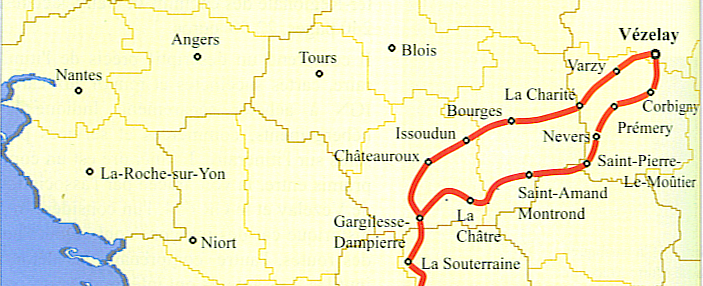 Vézelay
Angers
Blois
Tours
Varzy
Nantes
La Charité
Corbigny
Bourges
Prémery
Issoudun
Nevers
Châteauroux
Saint-Pierre-
Le-Moûtier
La-Roche-sur-Yon
Saint-Amand
Montrond
Gargilesse-
Dampierre
La
Châtre
Niort
La Souterraine